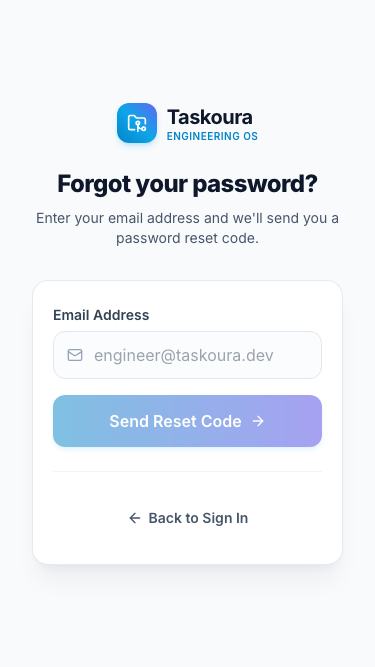 Taskoura
ENGINEERING OS
Forgot your password?
Enter your email address and we'll send you a
password reset code.
Email Address
engineer@taskoura.dev
Send Reset Code
Back to Sign In